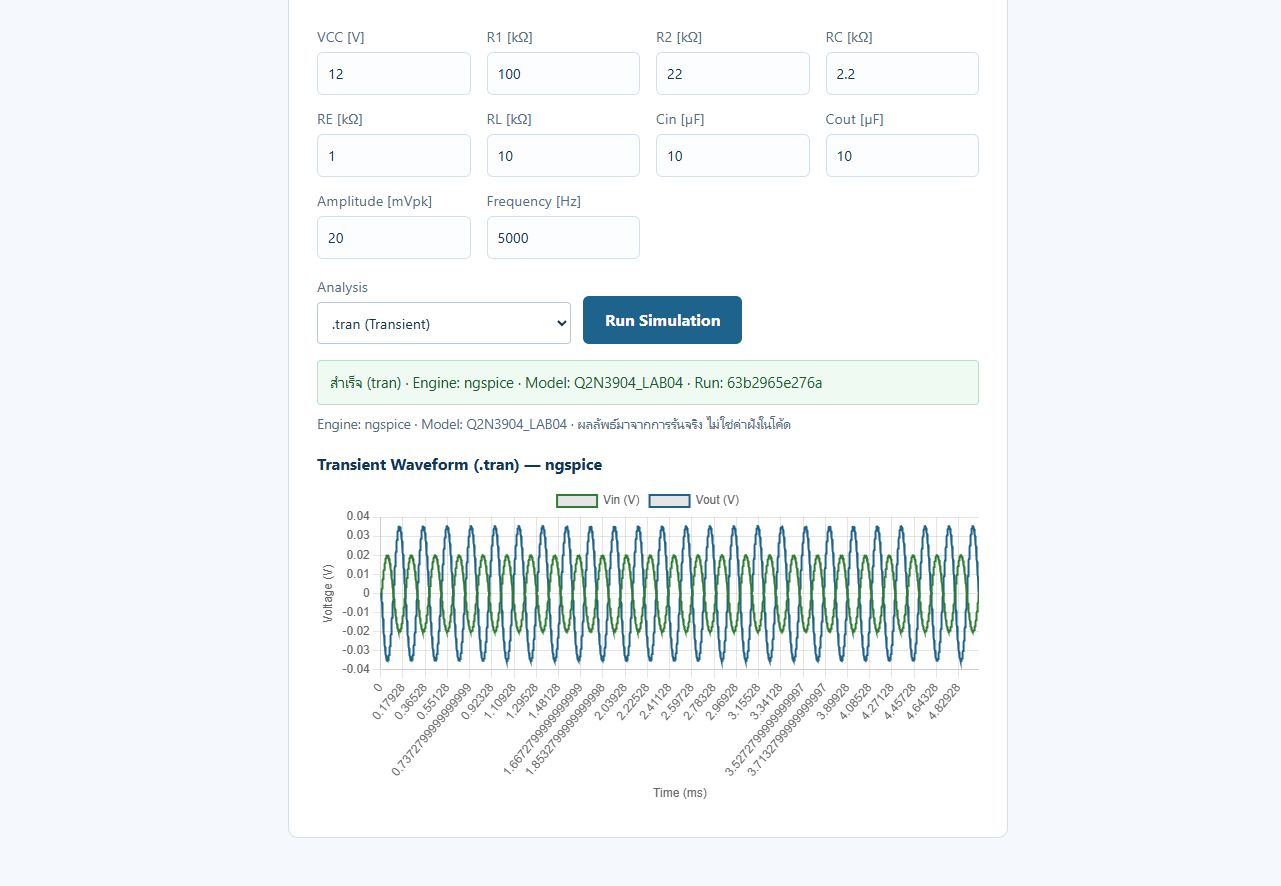 VCC [V] R1 [kΩ] R2 [kΩ] RC [kΩ]
12 100 22 2.2
RE [kΩ] RL [kΩ] Cin [µF] Cout [µF]
1 10 10 10
Amplitude [mVpk] Frequency [Hz]
20 5000
Analysis
.tran (Transient) Run Simulation
สำเร็จ (tran) · Engine: ngspice · Model: Q2N3904_LAB04 · Run: 63b2965e276a
Engine: ngspice · Model: Q2N3904_LAB04 · ผลลัพธ์มาจากการรันจริง ไม่ใช่ค่าฝังในโค้ด
Transient Waveform (.tran) — ngspice
Vin (V) Vout (V)
0.04
0.03
0.02
0.01
0
-0.01
-0.02
-0.03
-0.04
Voltage (V)
0 0.17928 0.36528 0.55128 0.7372799999999999 0.92328 1.10928 1.29528 1.48128 1.6672799999999999 1.8532799999999998 2.03928 2.22528 2.41128 2.59728 2.78328 2.96928 3.15528 3.34128 3.5272799999999997 3.7132799999999997 3.89928 4.08528 4.27128 4.45728 4.64328 4.82928
Time (ms)